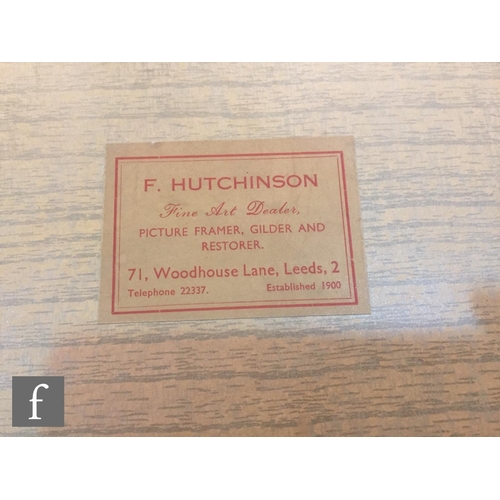 F. HUTCHINSON
Fine Art Dealer,
PICTURE FRAMER, GILDER AND
RESTORER.
71, Woodhouse Lane, Leeds, 2
Telephone 22337. Established 1900
f